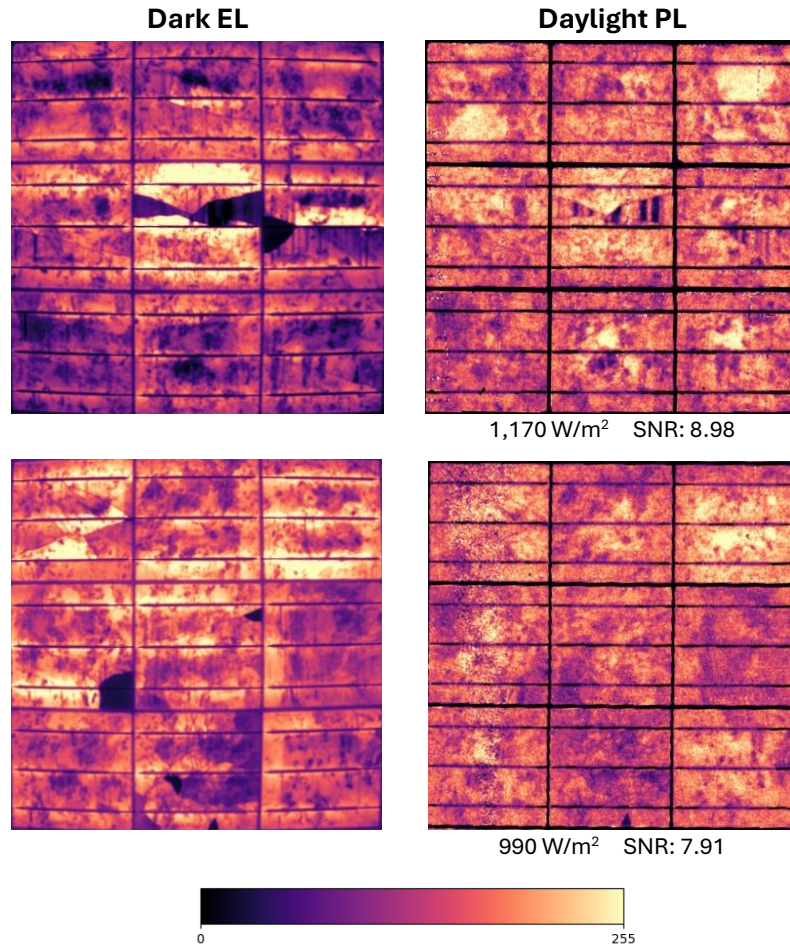 Dark EL
Daylight PL
1,170 W/m² SNR: 8.98
990 W/m² SNR: 7.91
0
255